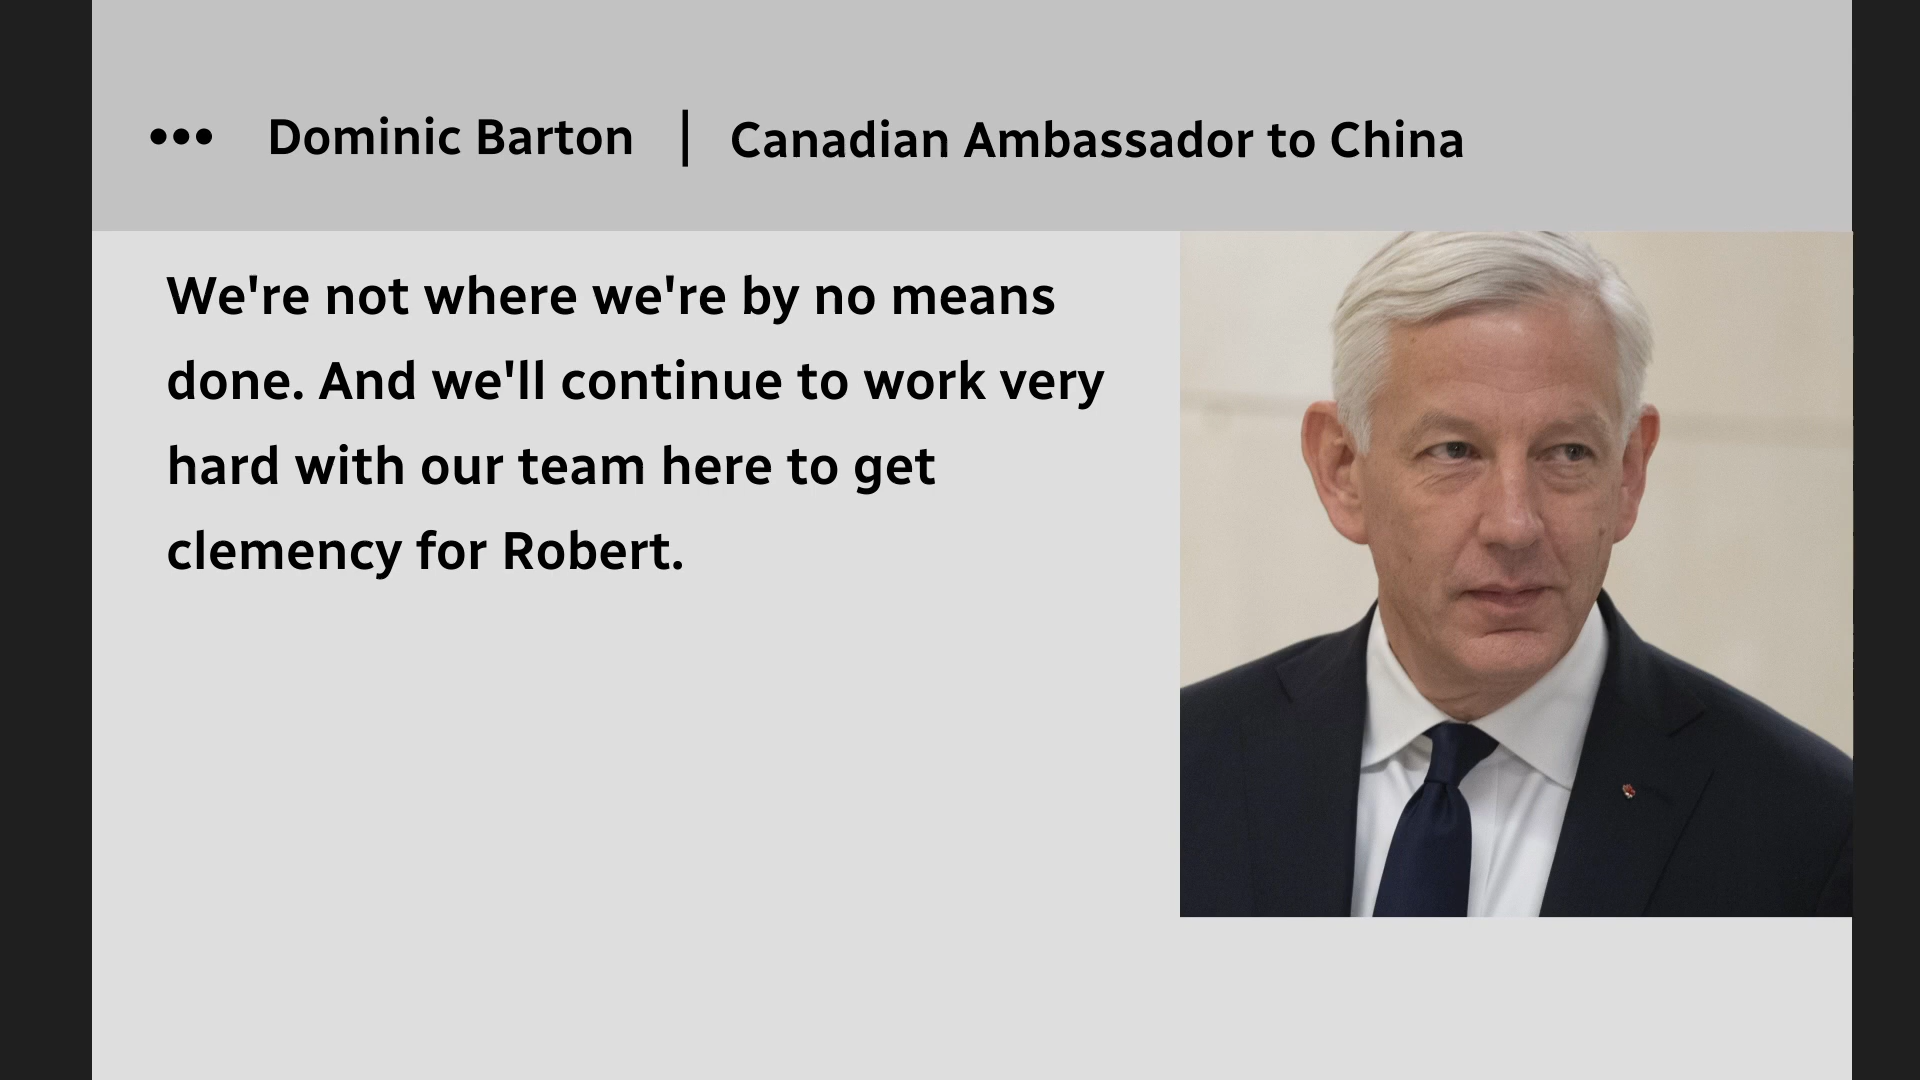 ••• Dominic Barton | Canadian Ambassador to China
We're not where we're by no means
done. And we'll continue to work very
hard with our team here to get
clemency for Robert.